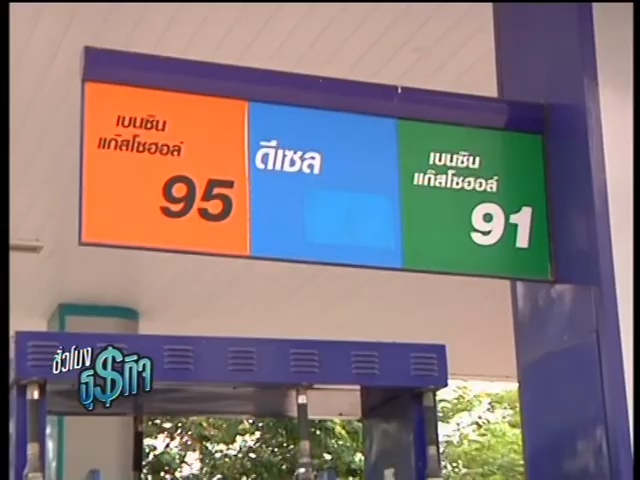 เบนซิน
แก๊สโซฮอล์
95
ดีเซล
เบนซิน
แก๊สโซฮอล์
91
ชั่วโมง
ธุรกิจ